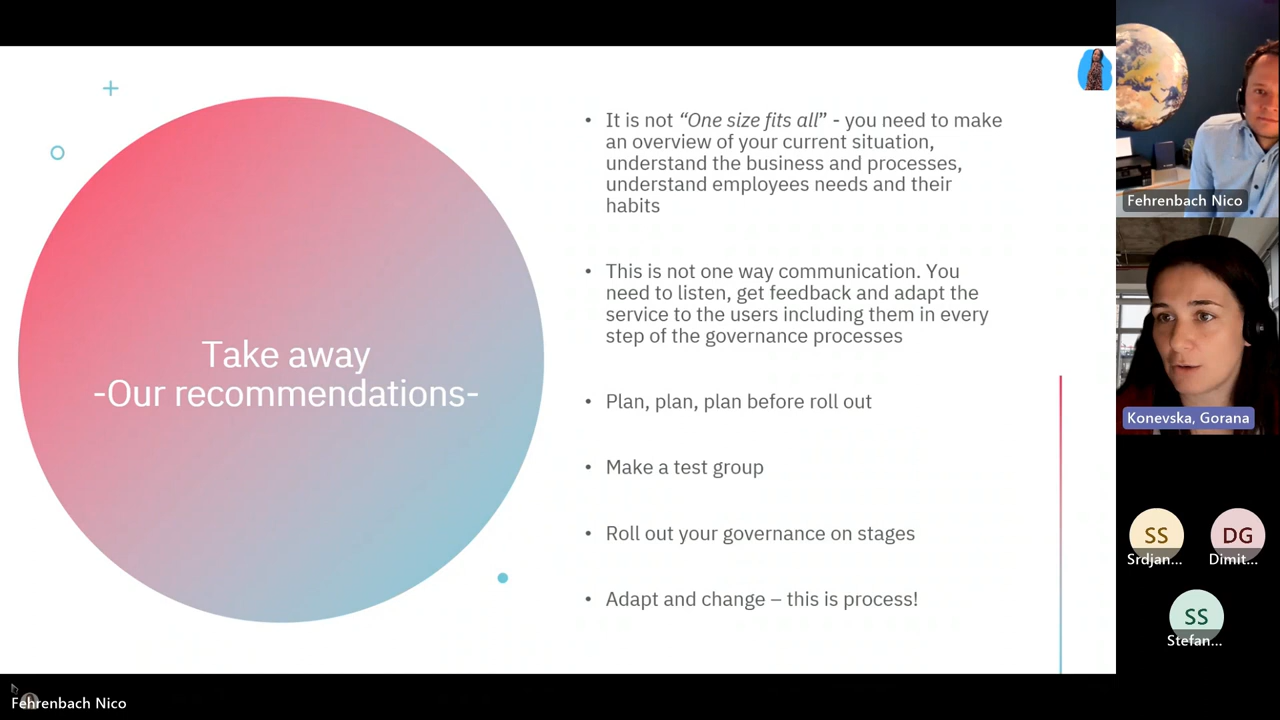 Take away
-Our recommendations-
• It is not “One size fits all” - you need to make
an overview of your current situation,
understand the business and processes,
understand employees needs and their
habits
• This is not one way communication. You
need to listen, get feedback and adapt the
service to the users including them in every
step of the governance processes
• Plan, plan, plan before roll out
• Make a test group
• Roll out your governance on stages
• Adapt and change – this is process!
Fehrenbach Nico
Konevska, Gorana
SS
Srdjan...
DG
Dimit...
SS
Stefan...
Fehrenbach Nico